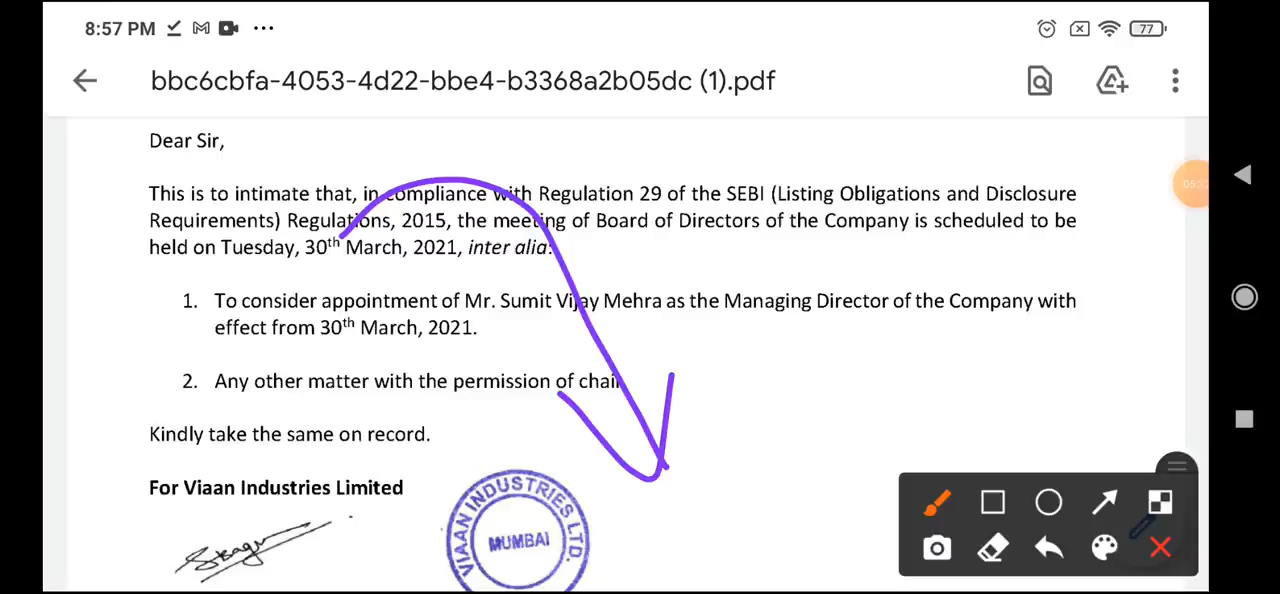 8:57 PM
77
bbc6cbfa-4053-4d22-bbe4-b3368a2b05dc (1).pdf
Dear Sir,
This is to intimate that, in compliance with Regulation 29 of the SEBI (Listing Obligations and Disclosure
Requirements) Regulations, 2015, the meeting of Board of Directors of the Company is scheduled to be
held on Tuesday, 30th March, 2021, inter alia:
1. To consider appointment of Mr. Sumit Vijay Mehra as the Managing Director of the Company with
effect from 30th March, 2021.
2. Any other matter with the permission of chair
Kindly take the same on record.
For Viaan Industries Limited
VIAAN INDUSTRIES LTD.
MUMBAI